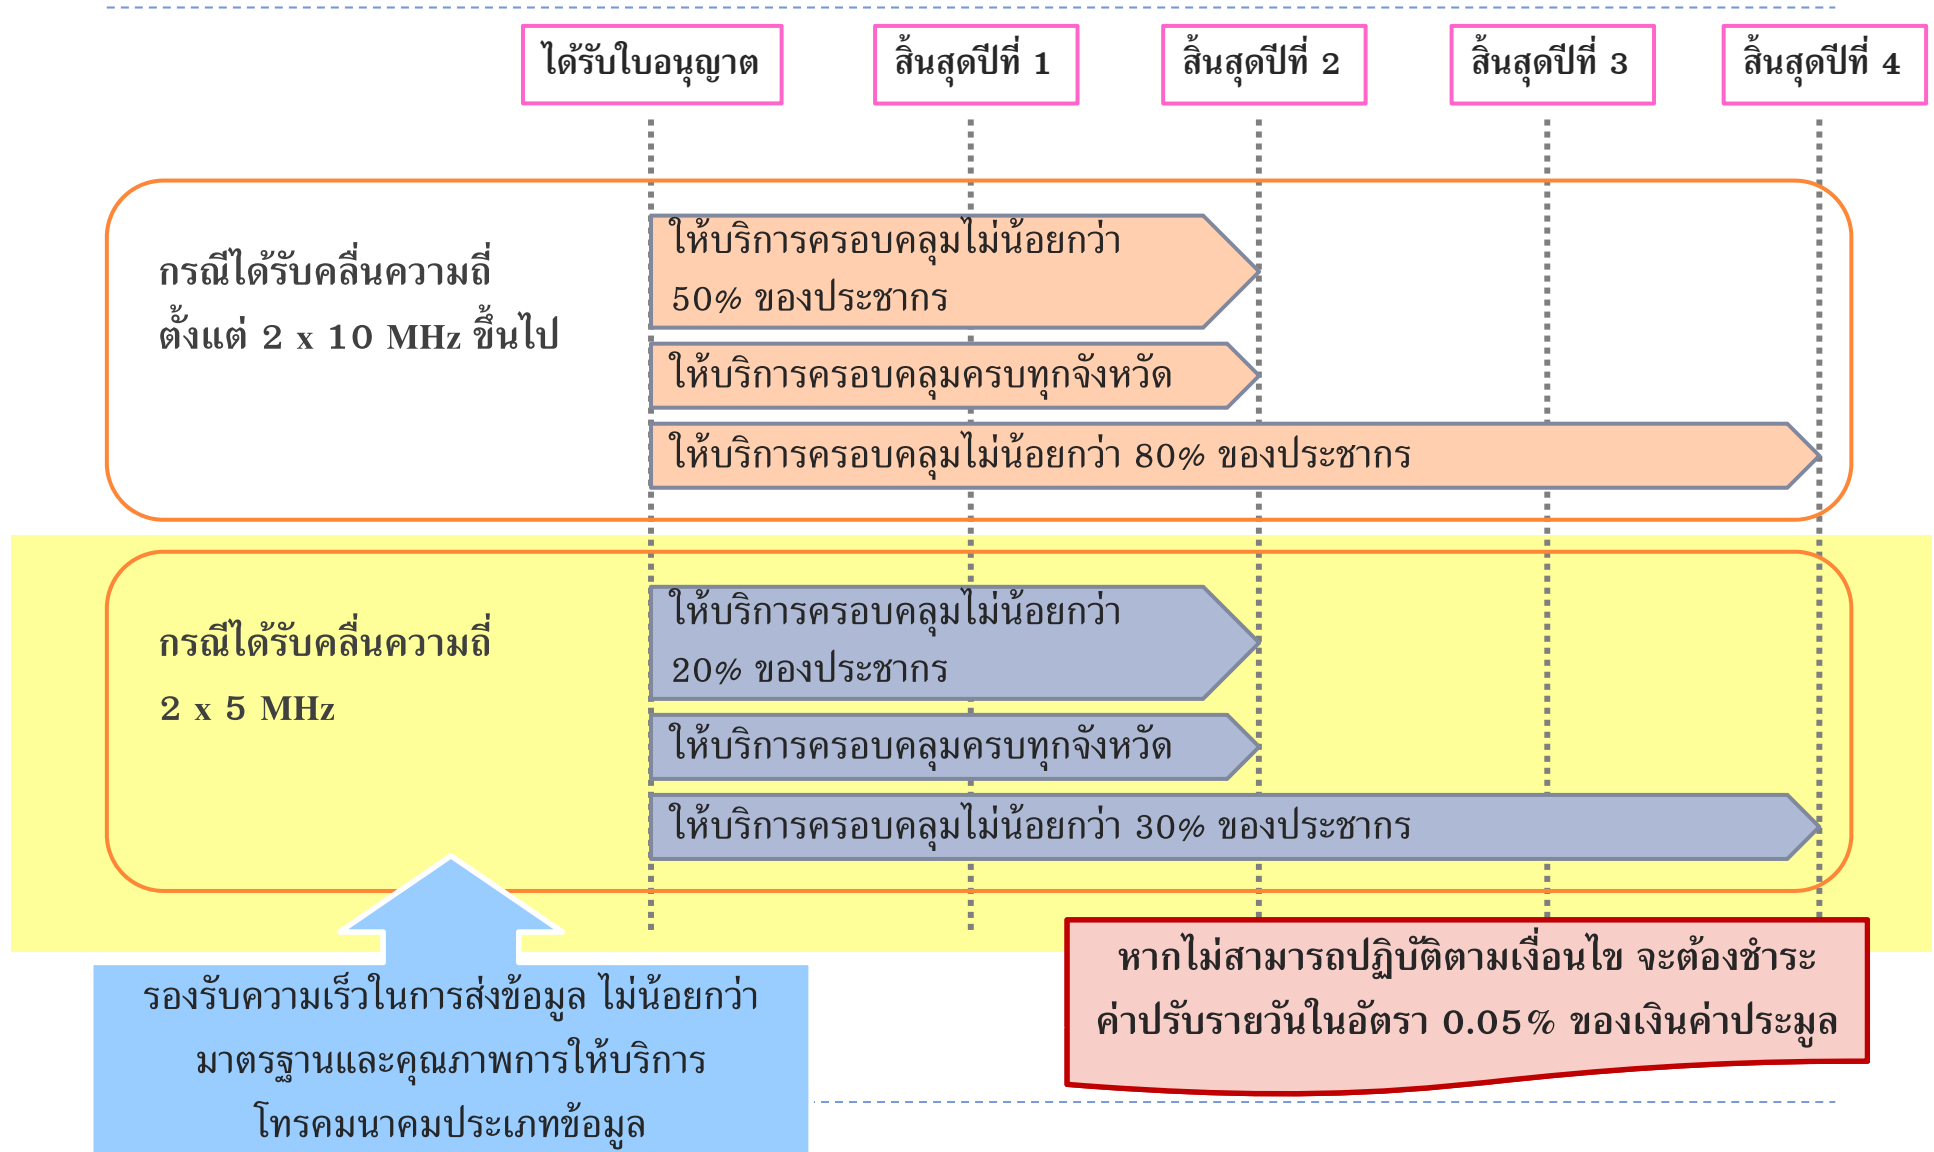 ได้รับใบอนุญาต
สิ้นสุดปีที่ 1
สิ้นสุดปีที่ 2
สิ้นสุดปีที่ 3
สิ้นสุดปีที่ 4
กรณีได้รับคลื่นความถี่
ตั้งแต่ 2 x 10 MHz ขึ้นไป
ให้บริการครอบคลุมไม่น้อยกว่า
50% ของประชากร
ให้บริการครอบคลุมครบทุกจังหวัด
ให้บริการครอบคลุมไม่น้อยกว่า 80% ของประชากร
กรณีได้รับคลื่นความถี่
2 x 5 MHz
ให้บริการครอบคลุมไม่น้อยกว่า
20% ของประชากร
ให้บริการครอบคลุมครบทุกจังหวัด
ให้บริการครอบคลุมไม่น้อยกว่า 30% ของประชากร
รองรับความเร็วในการส่งข้อมูล ไม่น้อยกว่า
มาตรฐานและคุณภาพการให้บริการ
โทรคมนาคมประเภทข้อมูล
หากไม่สามารถปฏิบัติตามเงื่อนไข จะต้องชำระ
ค่าปรับรายวันในอัตรา 0.05% ของเงินค่าประมูล